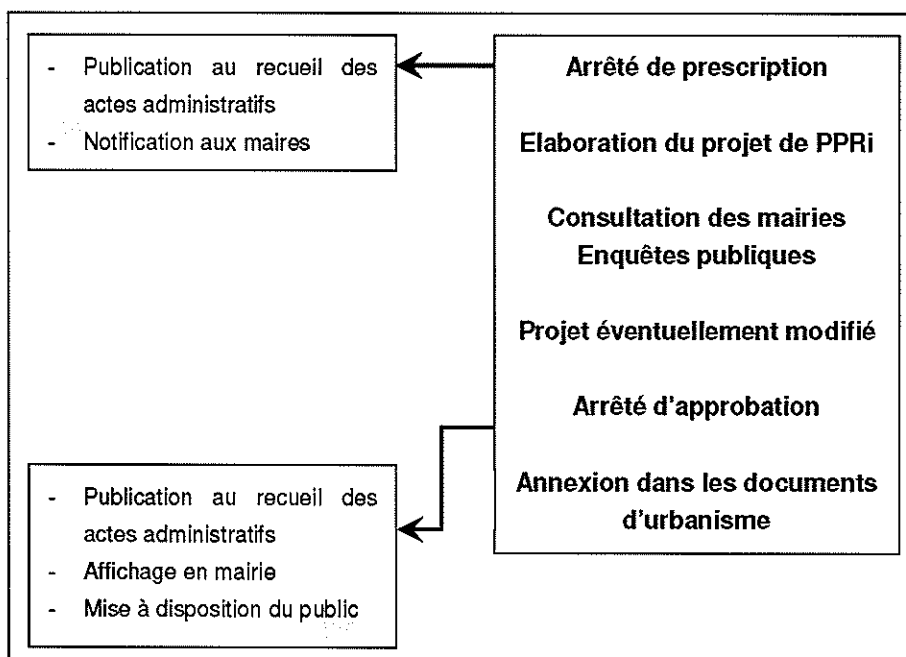 - Publication au recueil des
actes administratifs
- Notification aux maires
Arrêté de prescription
Elaboration du projet de PPRi
Consultation des mairies
Enquêtes publiques
Projet éventuellement modifié
Arrêté d'approbation
Annexion dans les documents
d'urbanisme
- Publication au recueil des
actes administratifs
- Affichage en mairie
- Mise à disposition du public